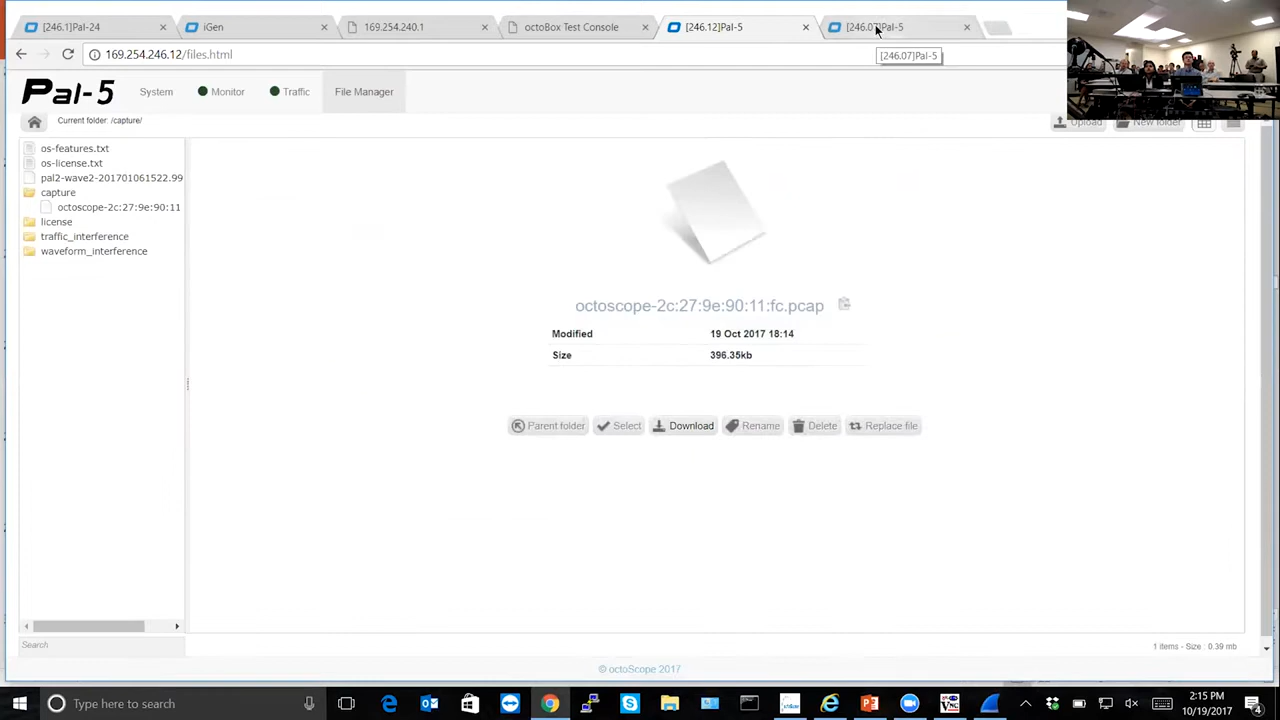 [246.1]Pal-24
iGen
169.254.240.1
octoBox Test Console
[246.12]Pal-5
[246.07]Pal-5
169.254.246.12/files.html
[246.07]Pal-5
Pal-5
System
Monitor
Traffic
File Manager
Current folder: /capture/
Upload
New folder
os-features.txt
os-license.txt
pal2-wave2-201701061522.99
capture
octoscope-2c:27:9e:90:11
license
traffic_interference
waveform_interference
octoscope-2c:27:9e:90:11:fc.pcap
Modified 19 Oct 2017 18:14
Size 396.35kb
Parent folder
Select
Download
Rename
Delete
Replace file
Search
1 items - Size : 0.39 mb
© octoScope 2017
Type here to search
2:15 PM
10/19/2017